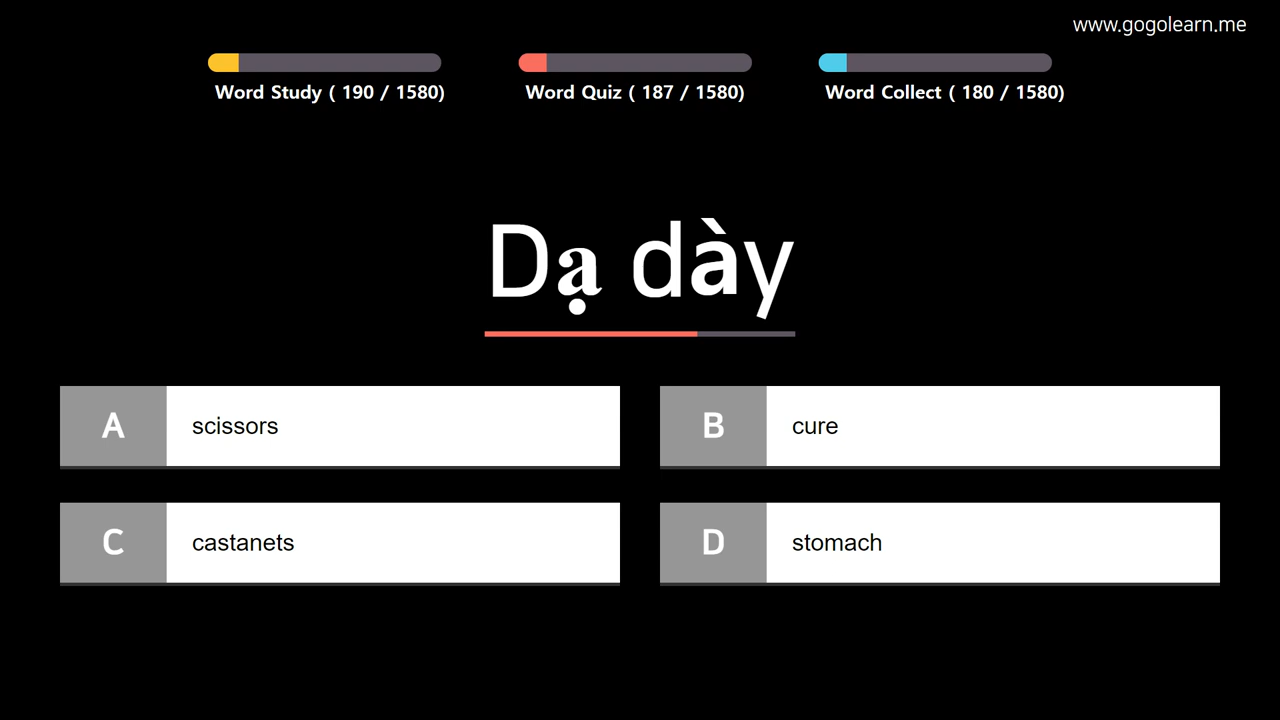 www.gogolearn.me
Word Study ( 190 / 1580)
Word Quiz ( 187 / 1580)
Word Collect ( 180 / 1580)
Dạ dày
A scissors
B cure
C castanets
D stomach